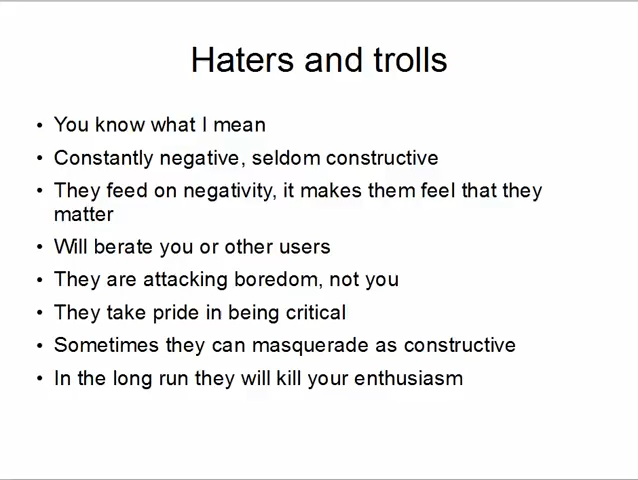 Haters and trolls
• You know what I mean
• Constantly negative, seldom constructive
• They feed on negativity, it makes them feel that they
matter
• Will berate you or other users
• They are attacking boredom, not you
• They take pride in being critical
• Sometimes they can masquerade as constructive
• In the long run they will kill your enthusiasm